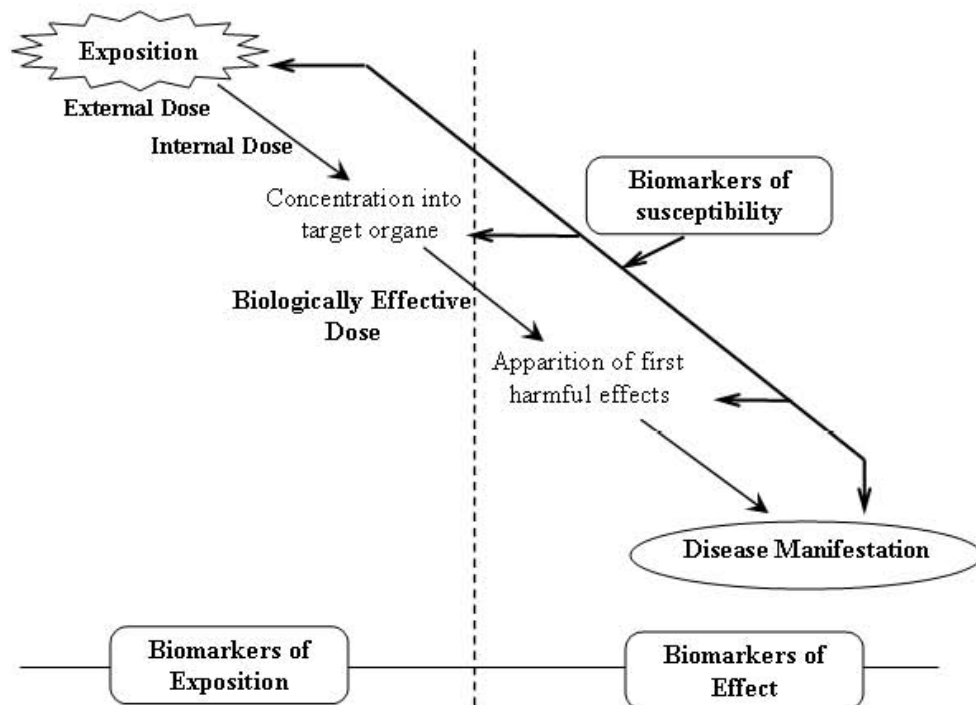 Exposition
External Dose
Internal Dose
Concentration into
target organe
Biomarkers of
susceptibility
Biologically Effective
Dose
Apparition of first
harmful effects
Disease Manifestation
Biomarkers of
Exposition
Biomarkers of
Effect